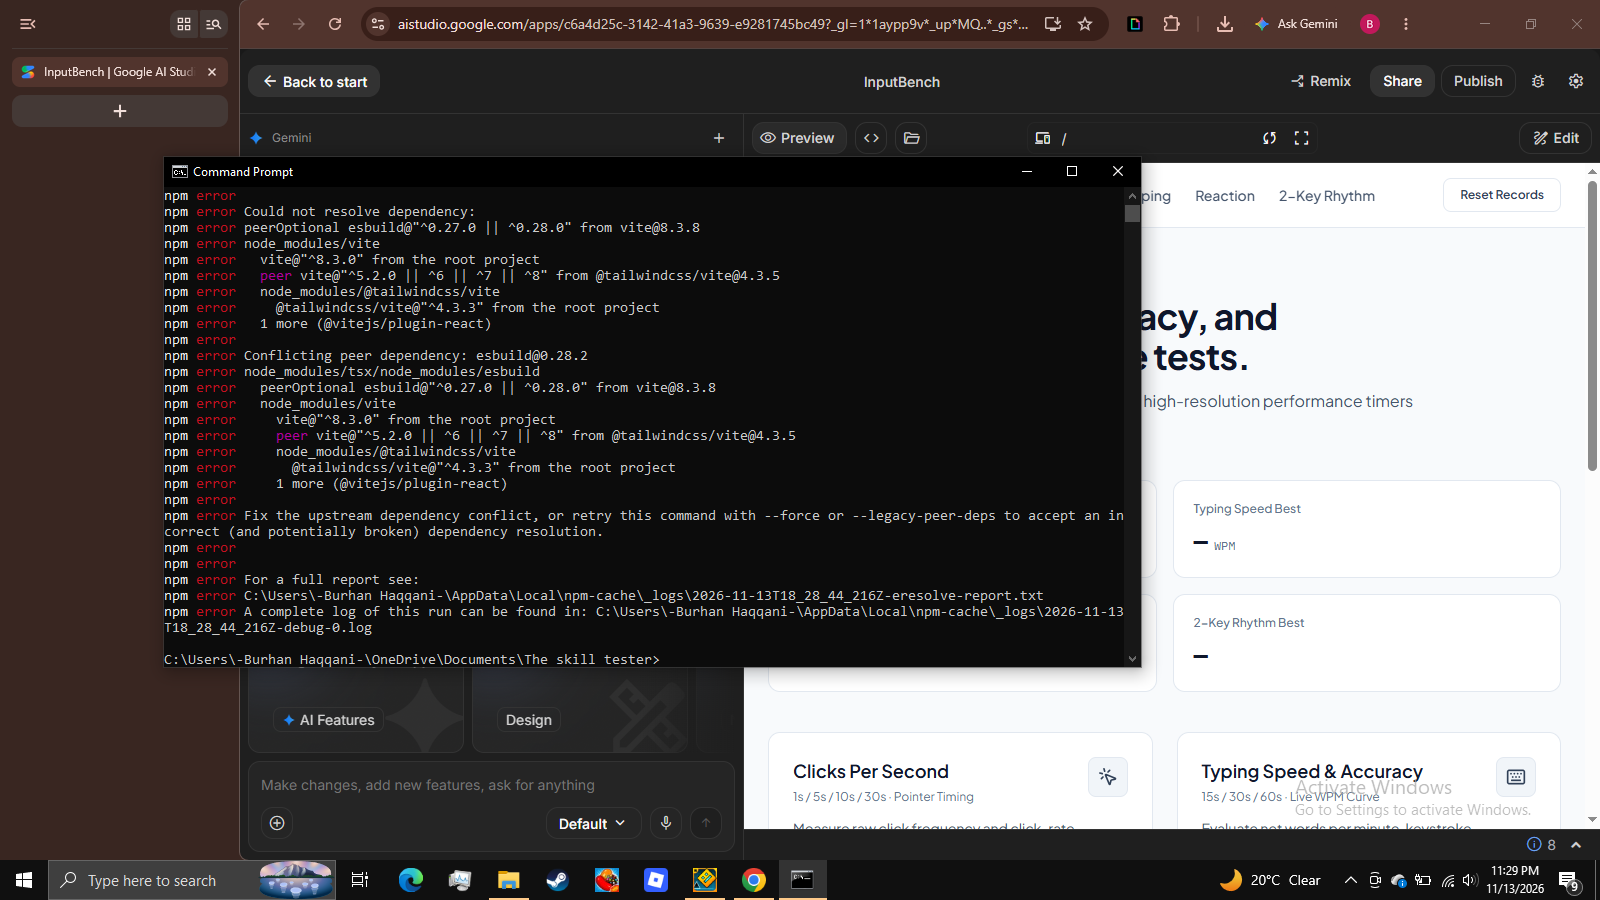 InputBench | Google AI Stud
aistudio.google.com/apps/c6a4d25c-3142-41a3-9639-e9281745bc49?_gl=1*1aypp9v*_up*MQ..*_gs*...
Ask Gemini
B
Back to start
InputBench
Remix
Share
Publish
Gemini
Preview
/
Edit
Command Prompt
npm error
npm error Could not resolve dependency:
npm error peerOptional esbuild@"^0.27.0 || ^0.28.0" from vite@8.3.8
npm error node_modules/vite
npm error   vite@"^8.3.0" from the root project
npm error   peer vite@"^5.2.0 || ^6 || ^7 || ^8" from @tailwindcss/vite@4.3.5
npm error   node_modules/@tailwindcss/vite
npm error     @tailwindcss/vite@"^4.3.3" from the root project
npm error   1 more (@vitejs/plugin-react)
npm error
npm error Conflicting peer dependency: esbuild@0.28.2
npm error node_modules/tsx/node_modules/esbuild
npm error   peerOptional esbuild@"^0.27.0 || ^0.28.0" from vite@8.3.8
npm error   node_modules/vite
npm error     vite@"^8.3.0" from the root project
npm error     peer vite@"^5.2.0 || ^6 || ^7 || ^8" from @tailwindcss/vite@4.3.5
npm error     node_modules/@tailwindcss/vite
npm error       @tailwindcss/vite@"^4.3.3" from the root project
npm error     1 more (@vitejs/plugin-react)
npm error
npm error Fix the upstream dependency conflict, or retry this command with --force or --legacy-peer-deps to accept an in
correct (and potentially broken) dependency resolution.
npm error
npm error
npm error For a full report see:
npm error C:\Users\-Burhan Haqqani-\AppData\Local\npm-cache\_logs\2026-11-13T18_28_44_216Z-eresolve-report.txt
npm error A complete log of this run can be found in: C:\Users\-Burhan Haqqani-\AppData\Local\npm-cache\_logs\2026-11-13
T18_28_44_216Z-debug-0.log
C:\Users\-Burhan Haqqani-\OneDrive\Documents\The skill tester>
ping
Reaction
2-Key Rhythm
Reset Records
acy, and
e tests.
high-resolution performance timers
Typing Speed Best
– WPM
2-Key Rhythm Best
–
Clicks Per Second
1s / 5s / 10s / 30s · Pointer Timing
Typing Speed & Accuracy
15s / 30s / 60s · Live WPM Curve
Activate Windows
Go to Settings to activate Windows.
8
AI Features
Design
Make changes, add new features, ask for anything
Default
Type here to search
20°C Clear
11:29 PM
11/13/2026
9